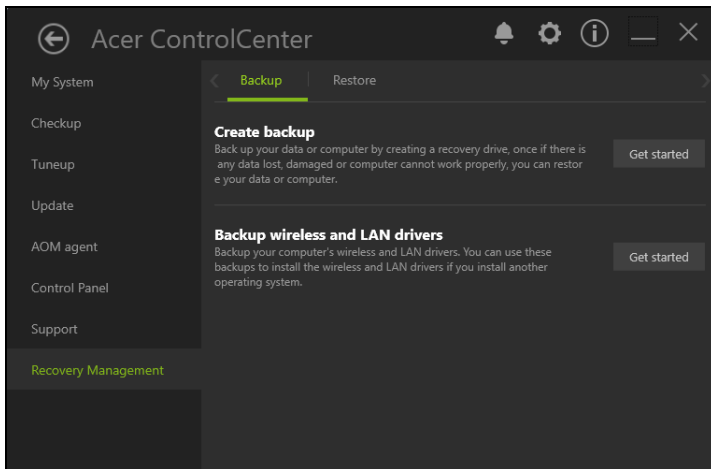 Acer ControlCenter
My System
Checkup
Tuneup
Update
AOM agent
Control Panel
Support
Recovery Management
Backup
Restore
Create backup
Back up your data or computer by creating a recovery drive, once if there is
any data lost, damaged or computer cannot work properly, you can restor
e your data or computer.
Get started
Backup wireless and LAN drivers
Backup your computer's wireless and LAN drivers. You can use these
backups to install the wireless and LAN drivers if you install another
operating system.
Get started